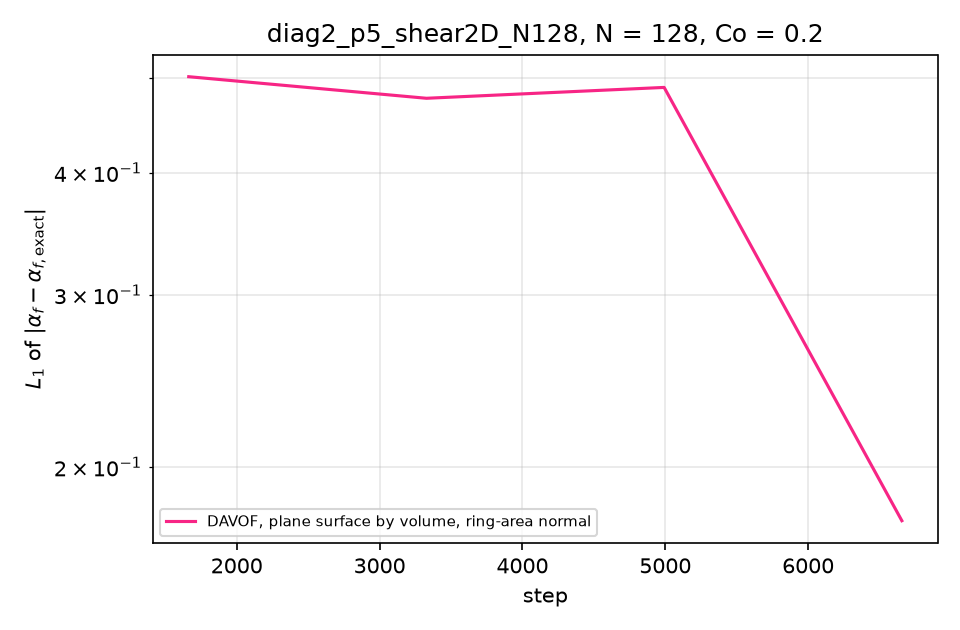 diag2_p5_shear2D_N128, N = 128, Co = 0.2
L₁ of |α_f − α_{f,exact}|
4 × 10⁻¹
3 × 10⁻¹
2 × 10⁻¹
DAVOF, plane surface by volume, ring-area normal
2000 3000 4000 5000 6000
step